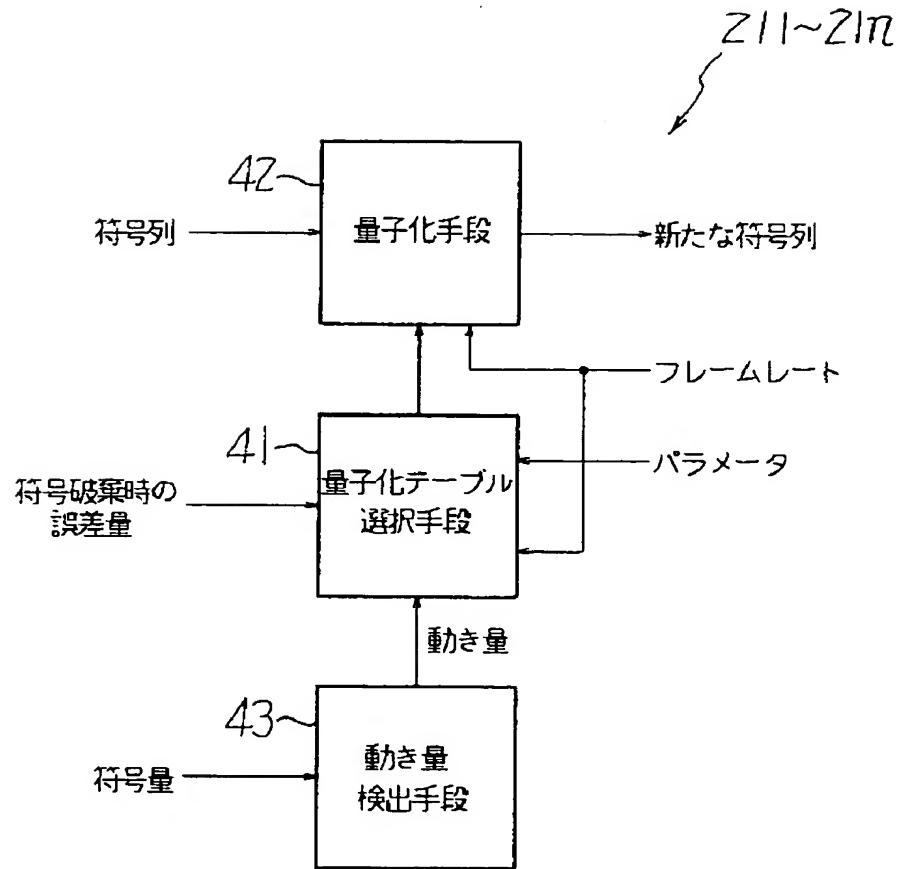 211~21n
42
符号列
量子化手段
新たな符号列
フレームレート
41
パラメータ
量子化テーブル
選択手段
符号破棄時の
誤差量
動き量
43
符号量
動き量
検出手段